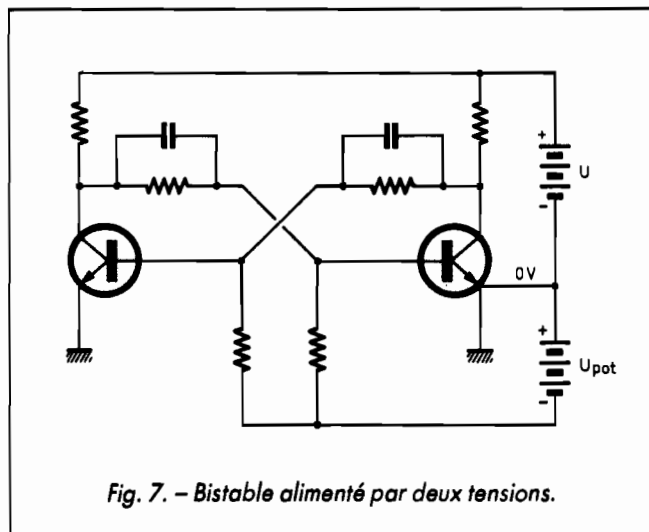 +
U
-
0V
+
Upot
-
Fig. 7. – Bistable alimenté par deux tensions.